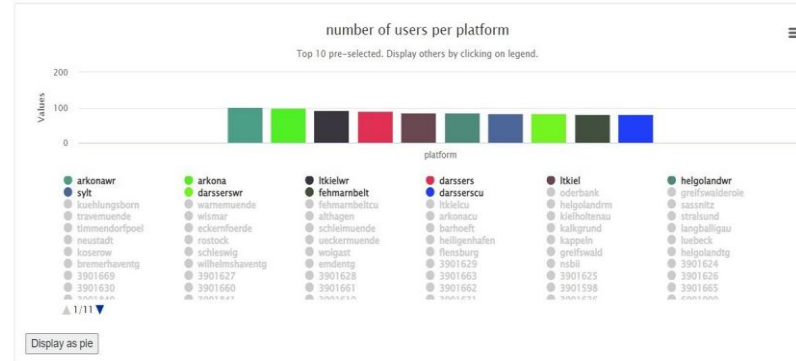 number of users per platform
Top 10 pre-selected. Display others by clicking on legend.
200
100
0
Values
platform
arkonawr arkona ltkielwr darssers ltkiel helgolandwr
sylt darsserswr fehmarnbelt darsserscu oderbank greifswalderoie
kuehlungsborn warnemuende fehmarnbeltcu ltkielcu helgolandrm sassnitz
travemuende wismar althagen arkonacu kielholtenau stralsund
timmendorfpoel eckernfoerde schleimuende barhoeft kalkgrund langballigau
neustadt rostock ueckermuende heiligenhafen kappeln luebeck
koserow schleswig wolgast flensburg greifswald helgolandtg
bremerhaventg wilhelmshaventg emdentg 3901629 nsbii 3901624
3901669 3901627 3901628 3901663 3901625 3901626
3901630 3901660 3901661 3901662 3901598 3901665
1/11
Display as pie